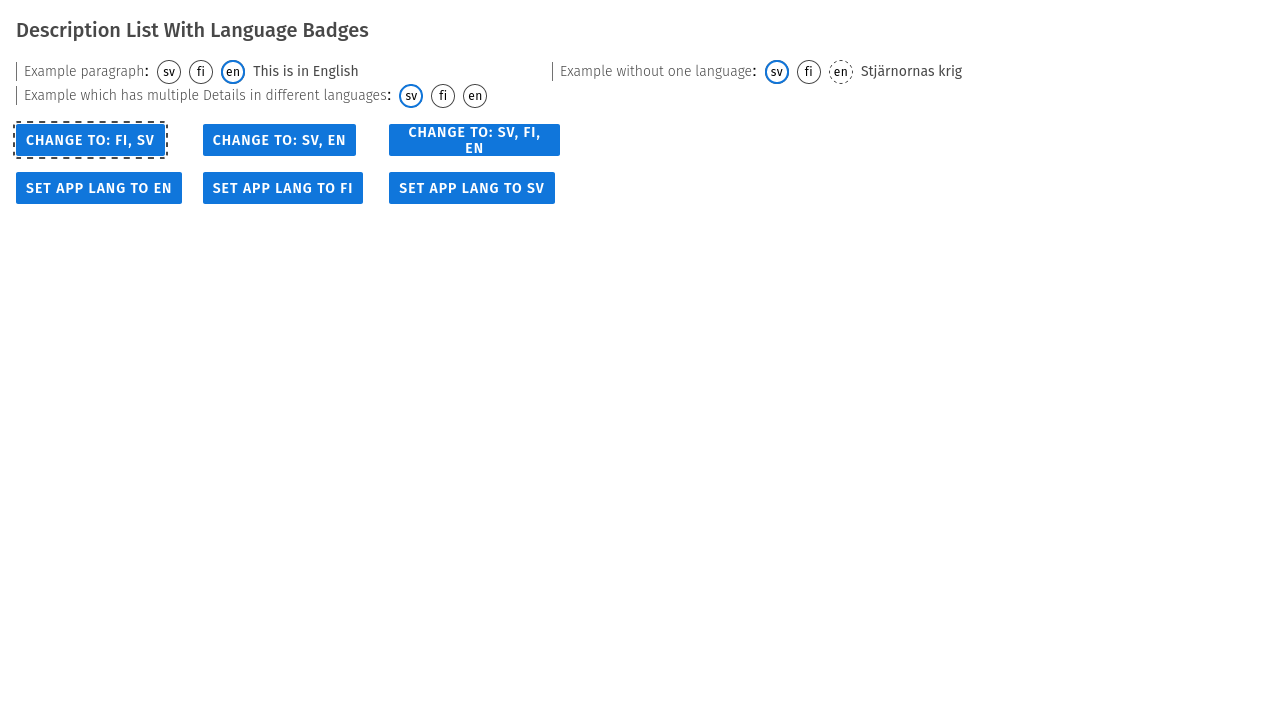 Description List With Language Badges
Example paragraph: sv fi en This is in English
Example without one language: sv fi en Stjärnornas krig
Example which has multiple Details in different languages: sv fi en
CHANGE TO: FI, SV
CHANGE TO: SV, EN
CHANGE TO: SV, FI,
EN
SET APP LANG TO EN
SET APP LANG TO FI
SET APP LANG TO SV